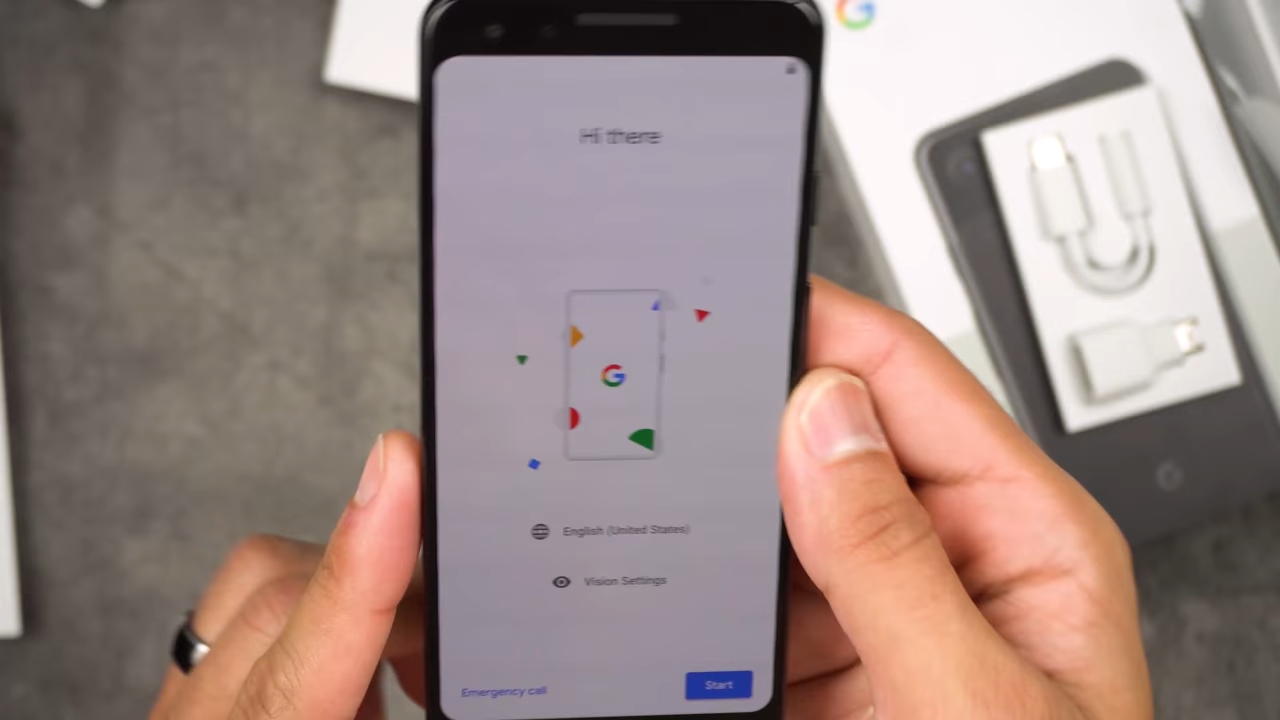 Hi there
English (United States)
Vision Settings
Emergency call
Start